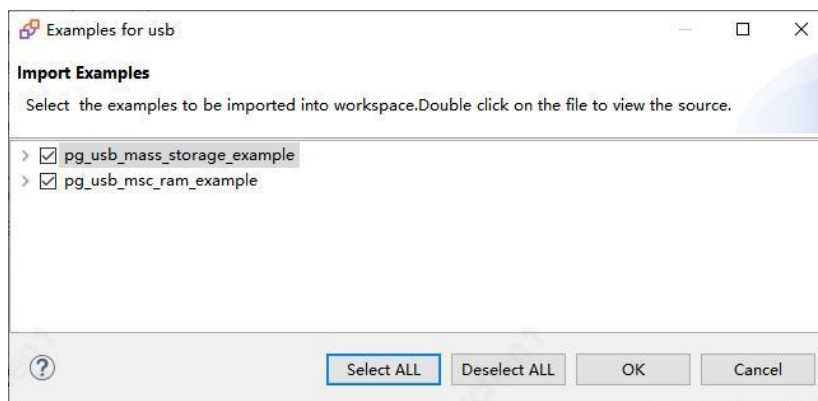 Examples for usb
Import Examples
Select the examples to be imported into workspace.Double click on the file to view the source.
pg_usb_mass_storage_example
pg_usb_msc_ram_example
Select ALL Deselect ALL OK Cancel